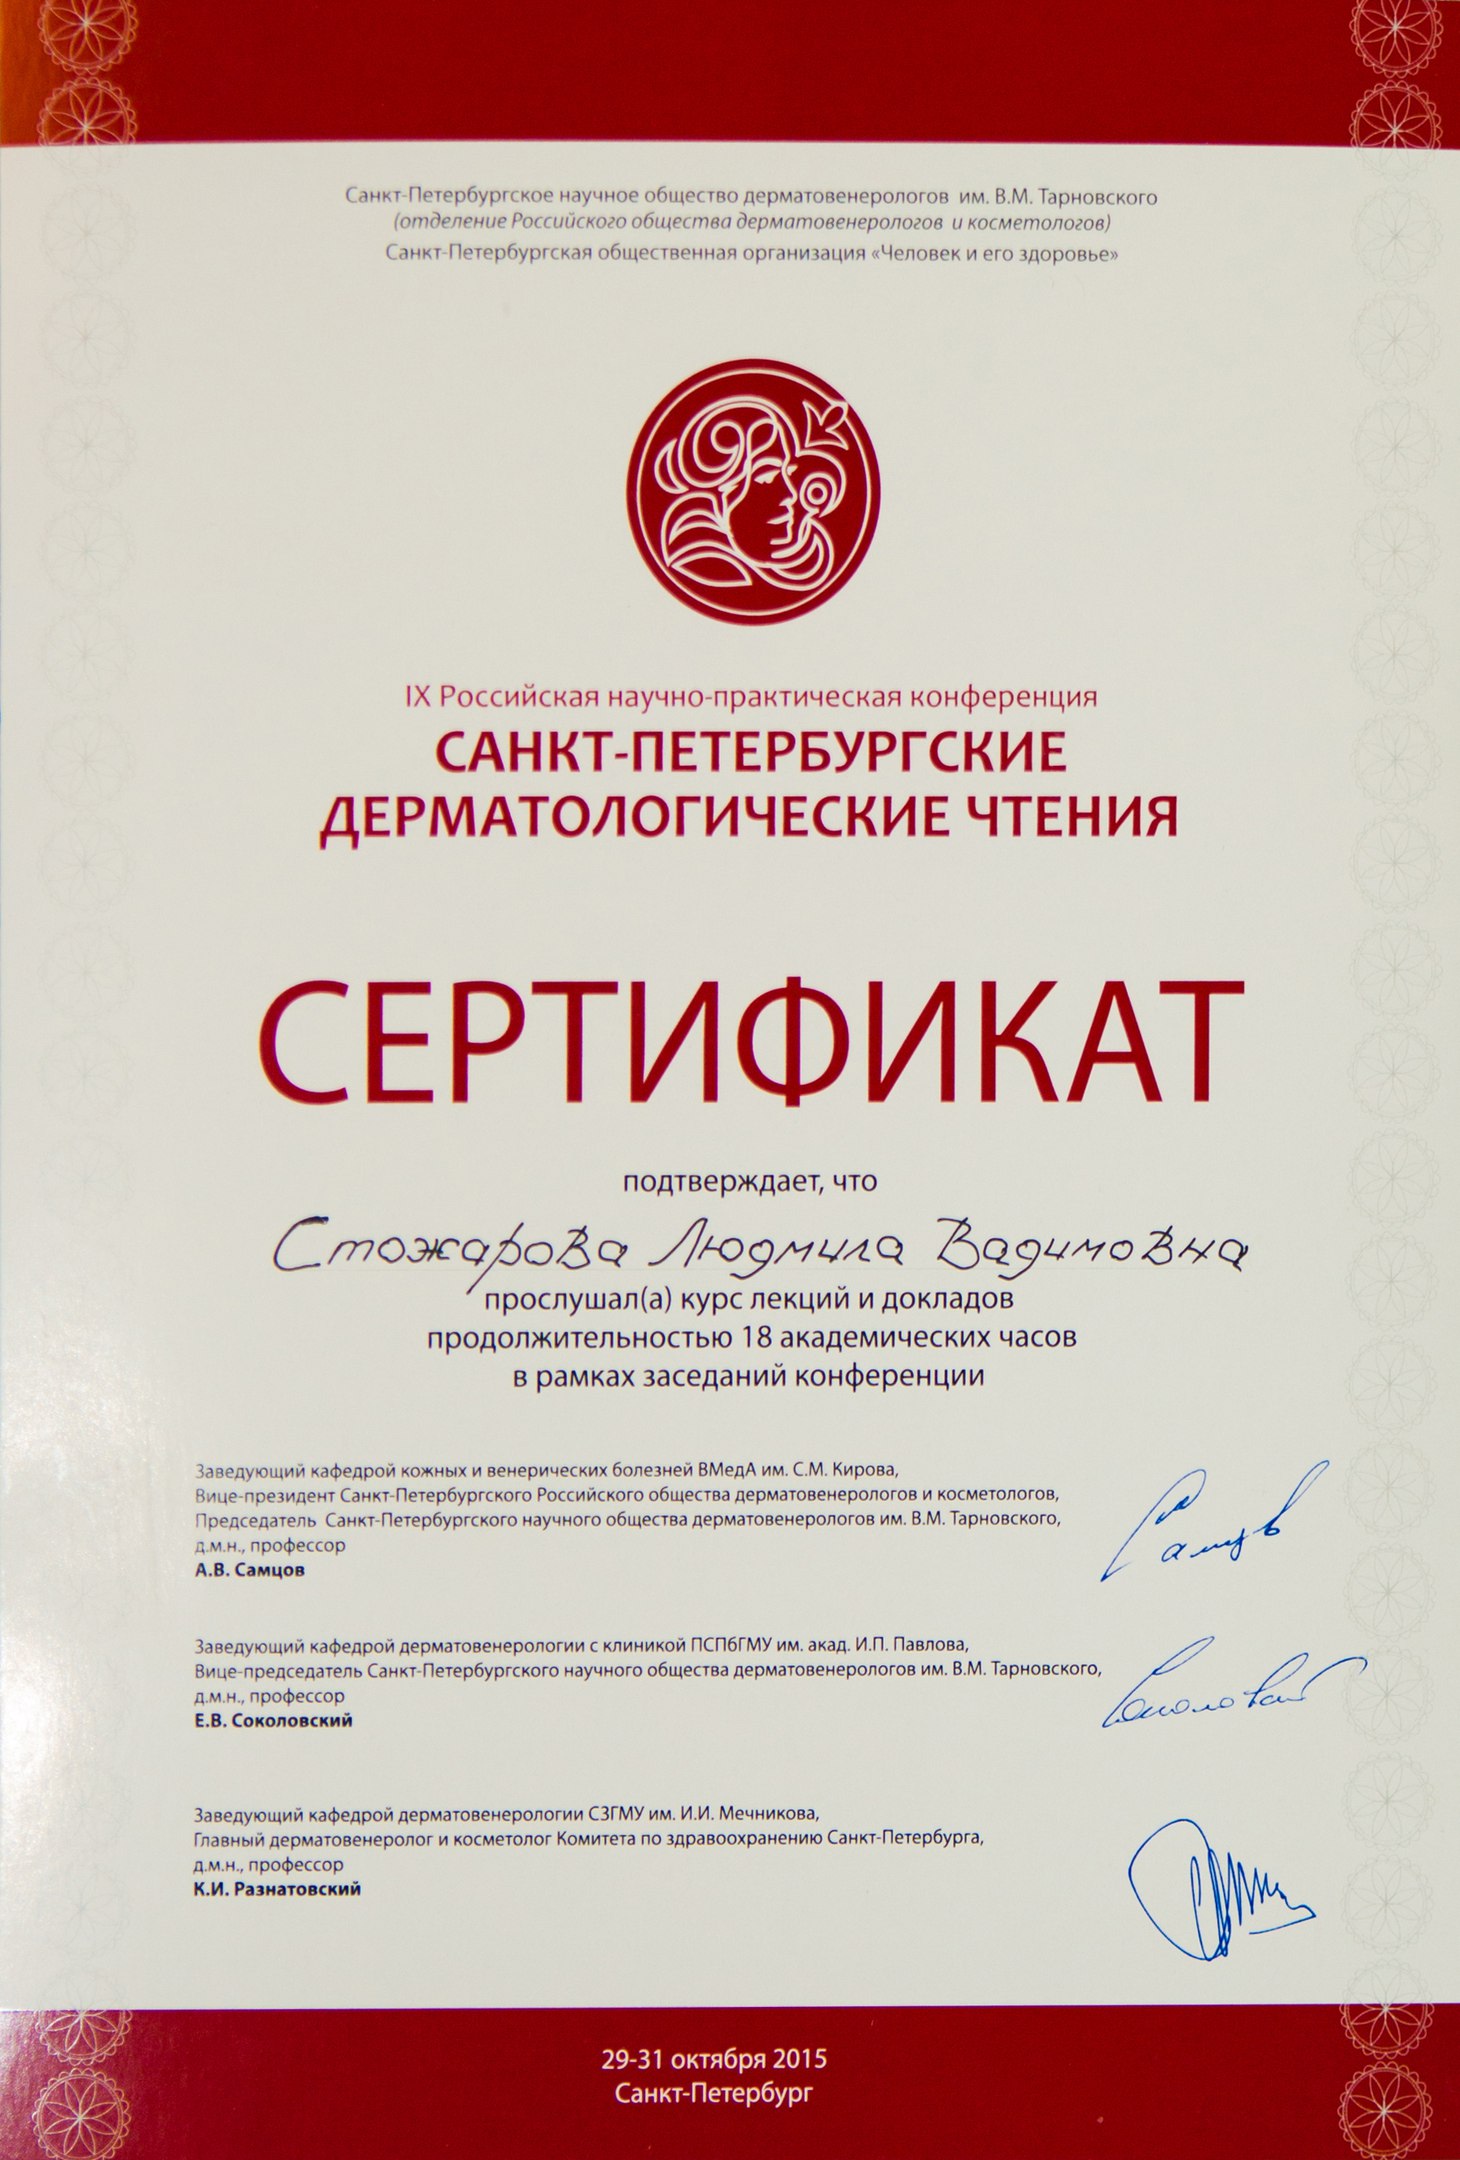 Санкт-Петербургское научное общество дерматовенерологов им. В.М. Тарновского
(отделение Российского общества дерматовенерологов и косметологов)
Санкт-Петербургская общественная организация «Человек и его здоровье»
IX Российская научно-практическая конференция
САНКТ-ПЕТЕРБУРГСКИЕ
ДЕРМАТОЛОГИЧЕСКИЕ ЧТЕНИЯ
СЕРТИФИКАТ
подтверждает, что
Стожарова Людмила Вадимовна
прослушал(а) курс лекций и докладов
продолжительностью 18 академических часов
в рамках заседаний конференции
Заведующий кафедрой кожных и венерических болезней ВМедА им. С.М. Кирова,
Вице-президент Санкт-Петербургского Российского общества дерматовенерологов и косметологов,
Председатель Санкт-Петербургского научного общества дерматовенерологов им. В.М. Тарновского,
д.м.н., профессор
А.В. Самцов
Самцов
Заведующий кафедрой дерматовенерологии с клиникой ПСПбГМУ им. акад. И.П. Павлова,
Вице-председатель Санкт-Петербургского научного общества дерматовенерологов им. В.М. Тарновского,
д.м.н., профессор
Е.В. Соколовский
Заведующий кафедрой дерматовенерологии СЗГМУ им. И.И. Мечникова,
Главный дерматовенеролог и косметолог Комитета по здравоохранению Санкт-Петербурга,
д.м.н., профессор
К.И. Разнатовский
29-31 октября 2015
Санкт-Петербург